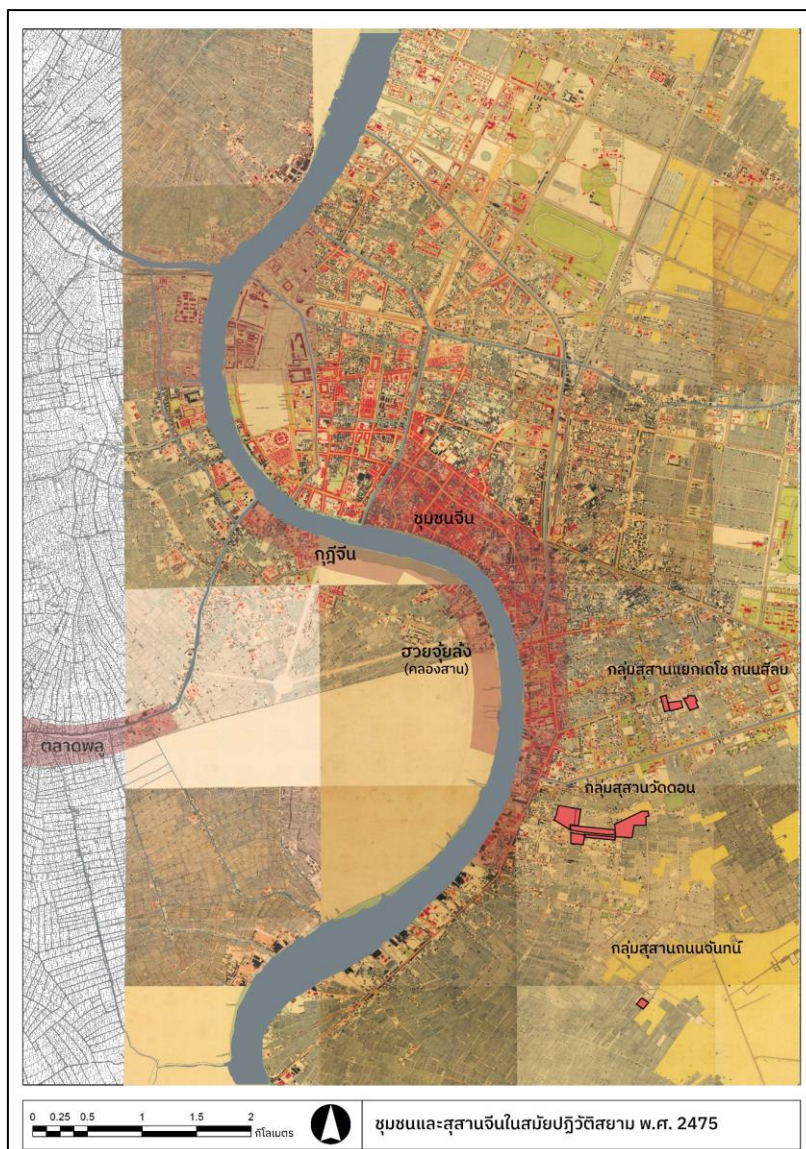 ชุมชนจีน
กุฎีจีน
ฮวยจุ้ยล้ง
(คลองสาน)
กลุ่มสุสานแยกเดโช ถนนสีลม
ตลาดพลู
กลุ่มสุสานวัดดอน
กลุ่มสุสานถนนจันทน์
0 0.25 0.5 1 1.5 2
กิโลเมตร
ชุมชนและสุสานจีนในสมัยปฏิวัติสยาม พ.ศ. 2475